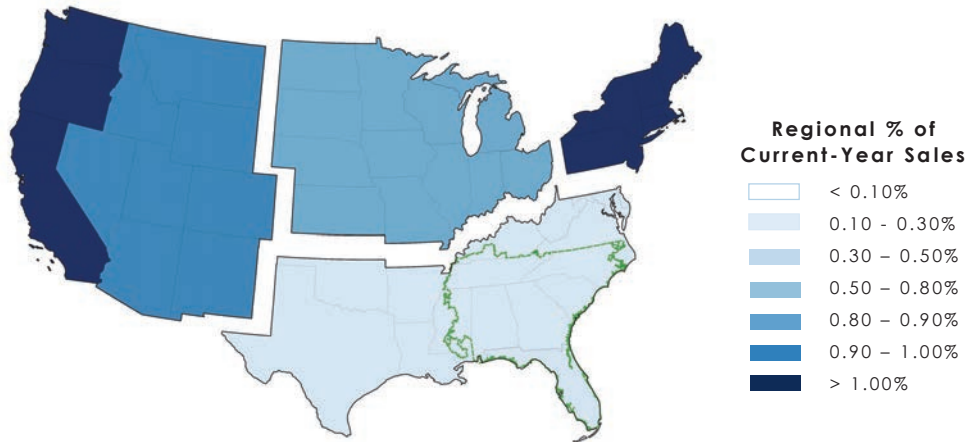 Regional % of
Current-Year Sales
< 0.10%
0.10 - 0.30%
0.30 – 0.50%
0.50 – 0.80%
0.80 – 0.90%
0.90 – 1.00%
> 1.00%